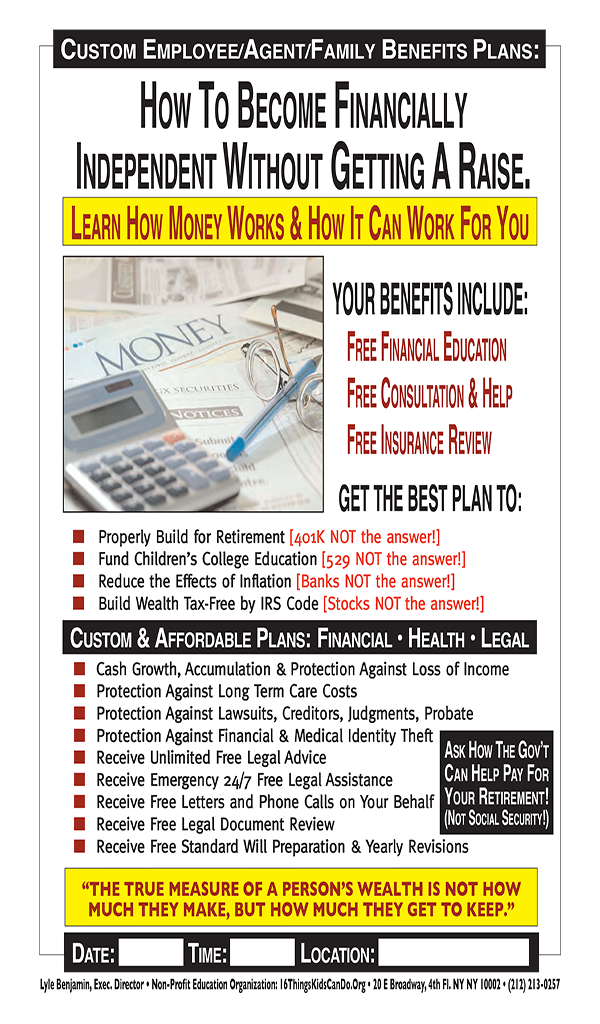 CUSTOM EMPLOYEE/AGENT/FAMILY BENEFITS PLANS:
HOW TO BECOME FINANCIALLY
INDEPENDENT WITHOUT GETTING A RAISE.
LEARN HOW MONEY WORKS & HOW IT CAN WORK FOR YOU
MONEY
GX SECURITIES
NOTICES
Submit
YOUR BENEFITS INCLUDE:
FREE FINANCIAL EDUCATION
FREE CONSULTATION & HELP
FREE INSURANCE REVIEW
GET THE BEST PLAN TO:
Properly Build for Retirement [401K NOT the answer!]
Fund Children's College Education [529 NOT the answer!]
Reduce the Effects of Inflation [Banks NOT the answer!]
Build Wealth Tax-Free by IRS Code [Stocks NOT the answer!]
CUSTOM & AFFORDABLE PLANS: FINANCIAL • HEALTH • LEGAL
Cash Growth, Accumulation & Protection Against Loss of Income
Protection Against Long Term Care Costs
Protection Against Lawsuits, Creditors, Judgments, Probate
Protection Against Financial & Medical Identity Theft
Receive Unlimited Free Legal Advice
Receive Emergency 24/7 Free Legal Assistance
Receive Free Letters and Phone Calls on Your Behalf
Receive Free Legal Document Review
Receive Free Standard Will Preparation & Yearly Revisions
ASK HOW THE GOV'T
CAN HELP PAY FOR
YOUR RETIREMENT!
(NOT SOCIAL SECURITY!)
"THE TRUE MEASURE OF A PERSON'S WEALTH IS NOT HOW
MUCH THEY MAKE, BUT HOW MUCH THEY GET TO KEEP."
DATE: TIME: LOCATION:
Lyle Benjamin, Exec. Director • Non-Profit Education Organization: 16ThingsKidsCanDo.Org • 20 E Broadway, 4th Fl. NY NY 10002 • (212) 213-0257